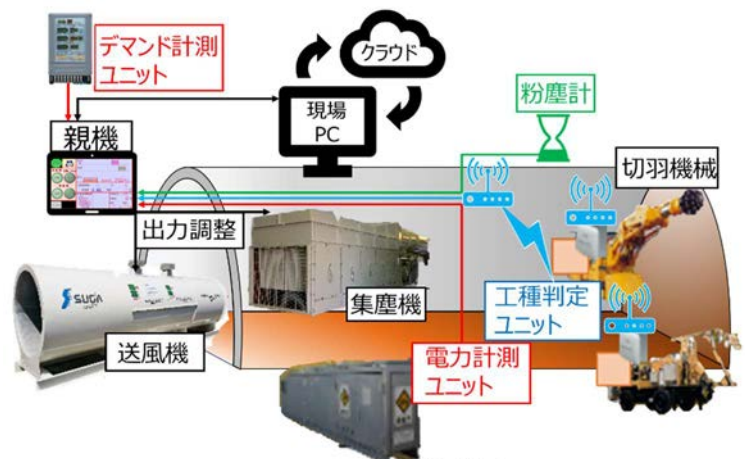 デマンド計測
ユニット
クラウド
現場
PC
粉塵計
親機
切羽機械
出力調整
SUGA
集塵機
工種判定
ユニット
送風機
電力計測
ユニット